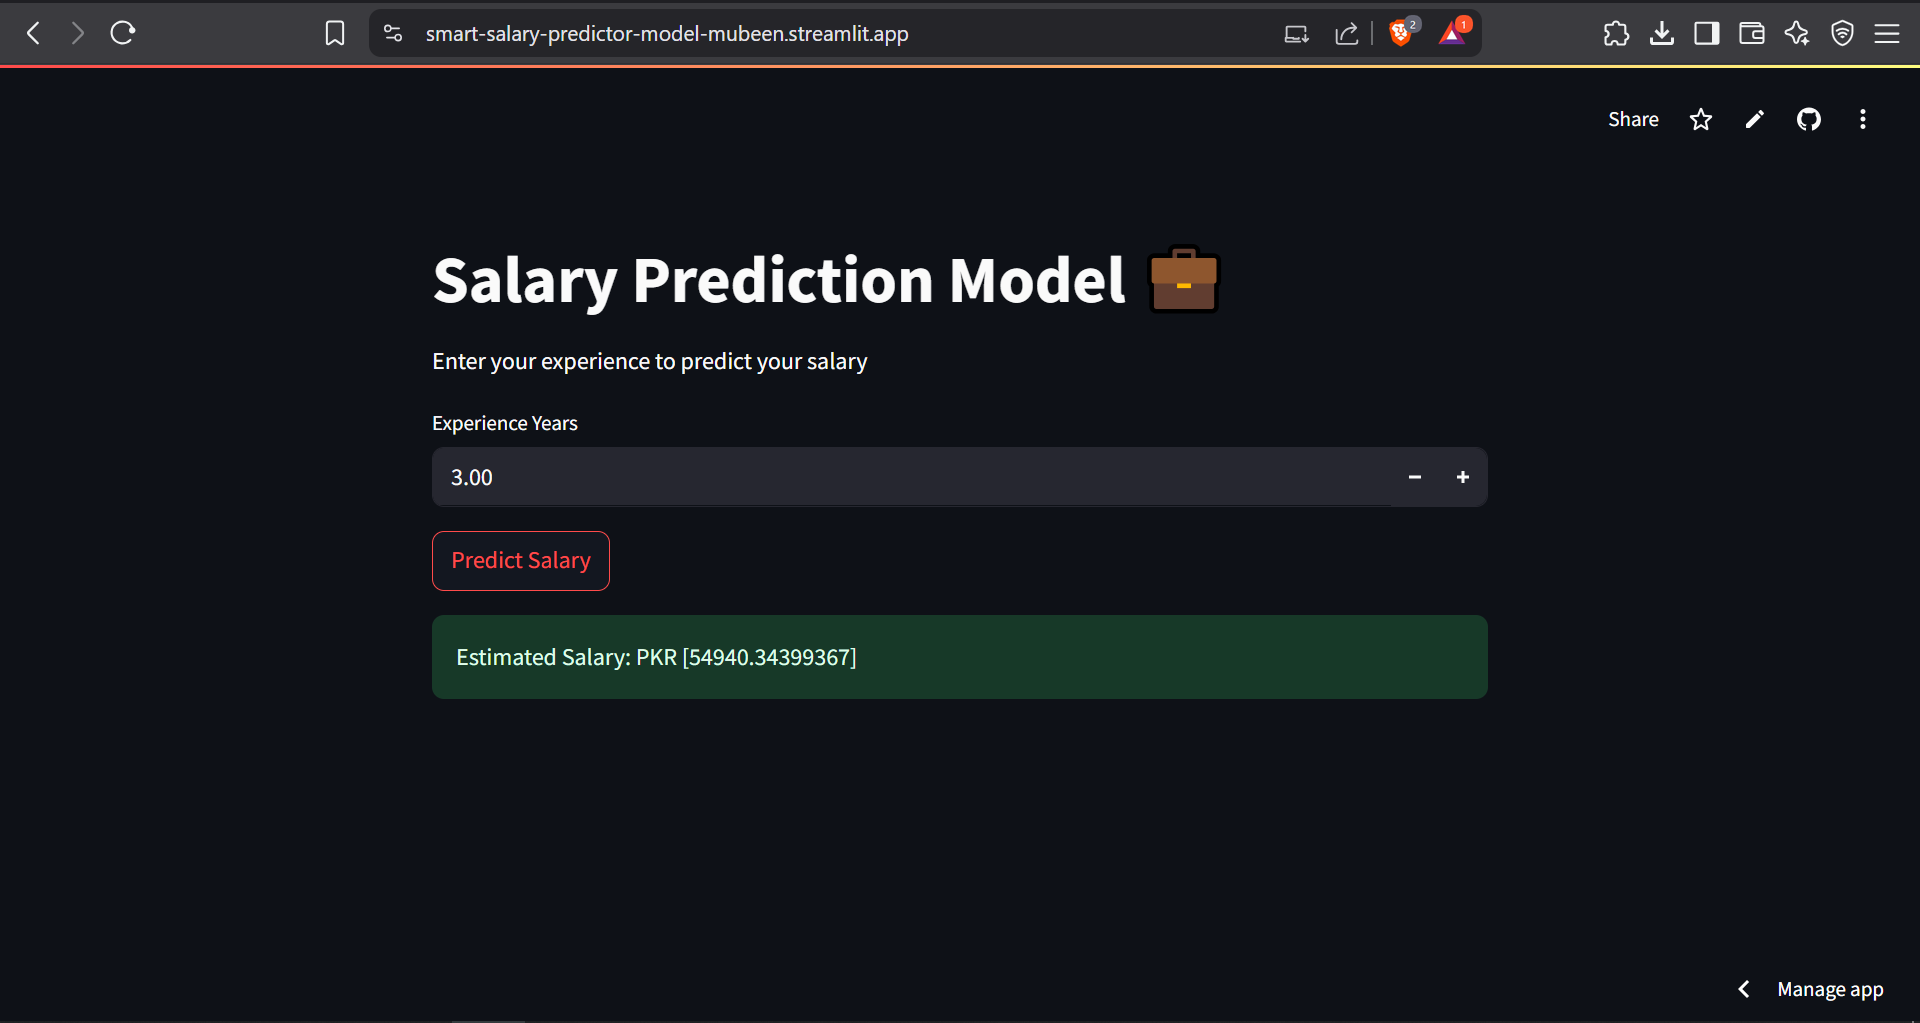 smart-salary-predictor-model-mubeen.streamlit.app
2
1
Share
Salary Prediction Model
Enter your experience to predict your salary
Experience Years
3.00
Predict Salary
Estimated Salary: PKR [54940.34399367]
Manage app